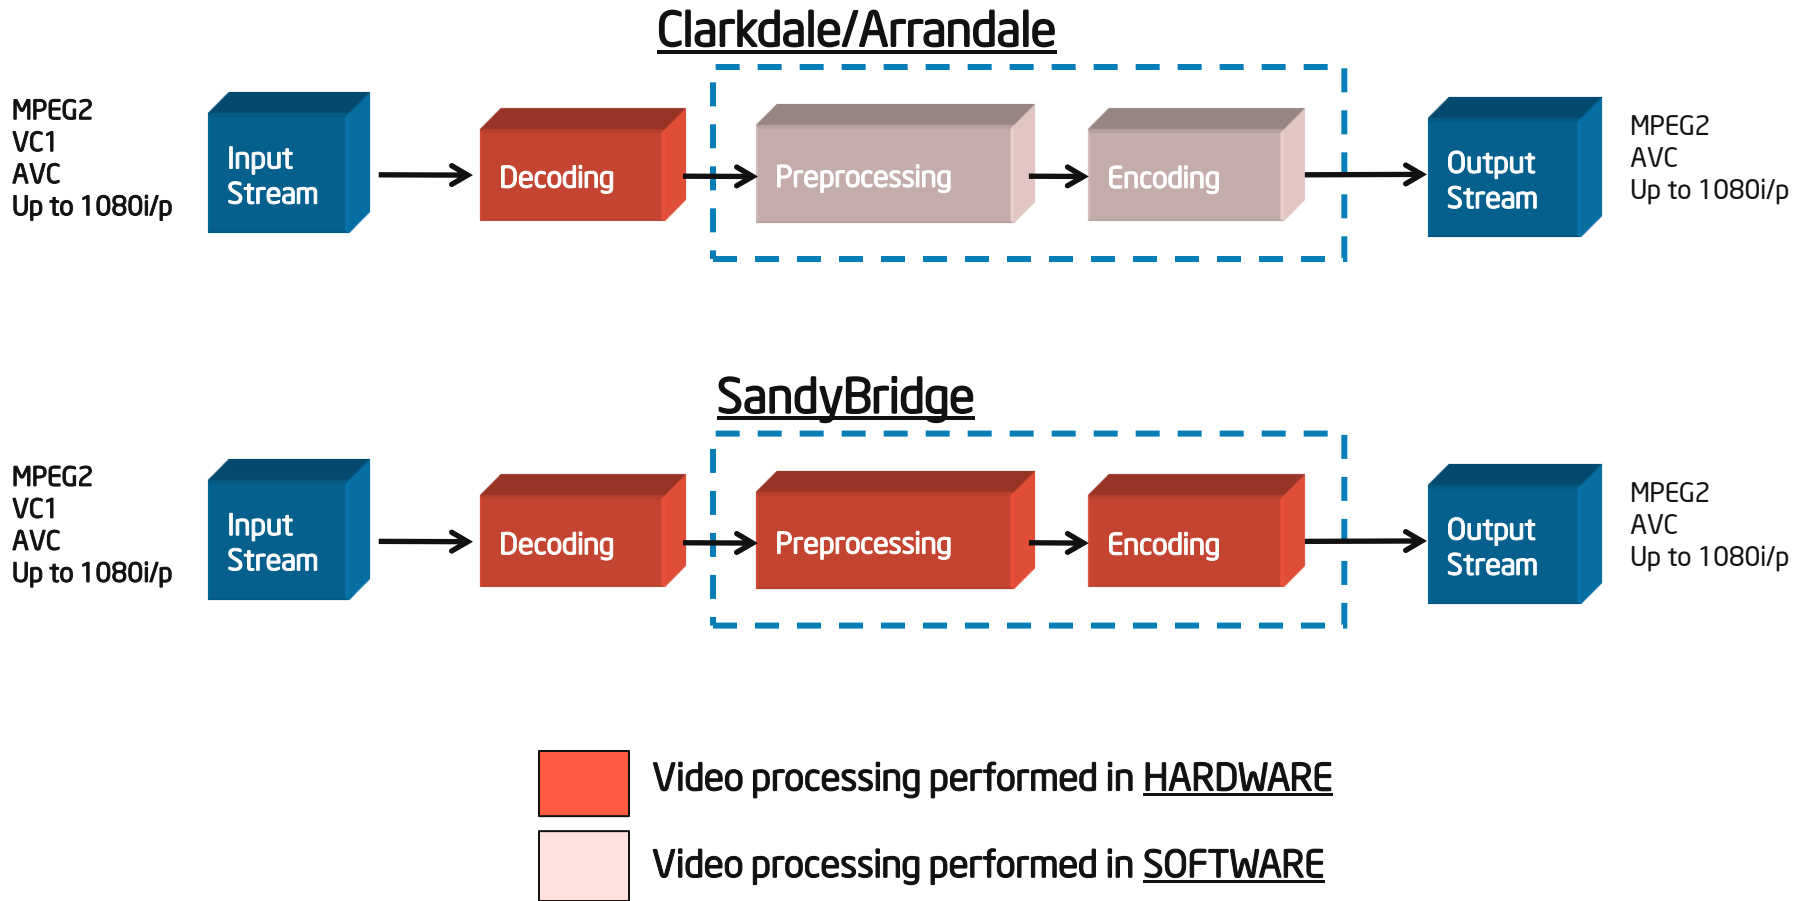 Clarkdale/Arrandale
MPEG2
VC1
AVC
Up to 1080i/p
Input
Stream
Decoding
Preprocessing
Encoding
Output
Stream
MPEG2
AVC
Up to 1080i/p
SandyBridge
MPEG2
VC1
AVC
Up to 1080i/p
Input
Stream
Decoding
Preprocessing
Encoding
Output
Stream
MPEG2
AVC
Up to 1080i/p
Video processing performed in HARDWARE
Video processing performed in SOFTWARE